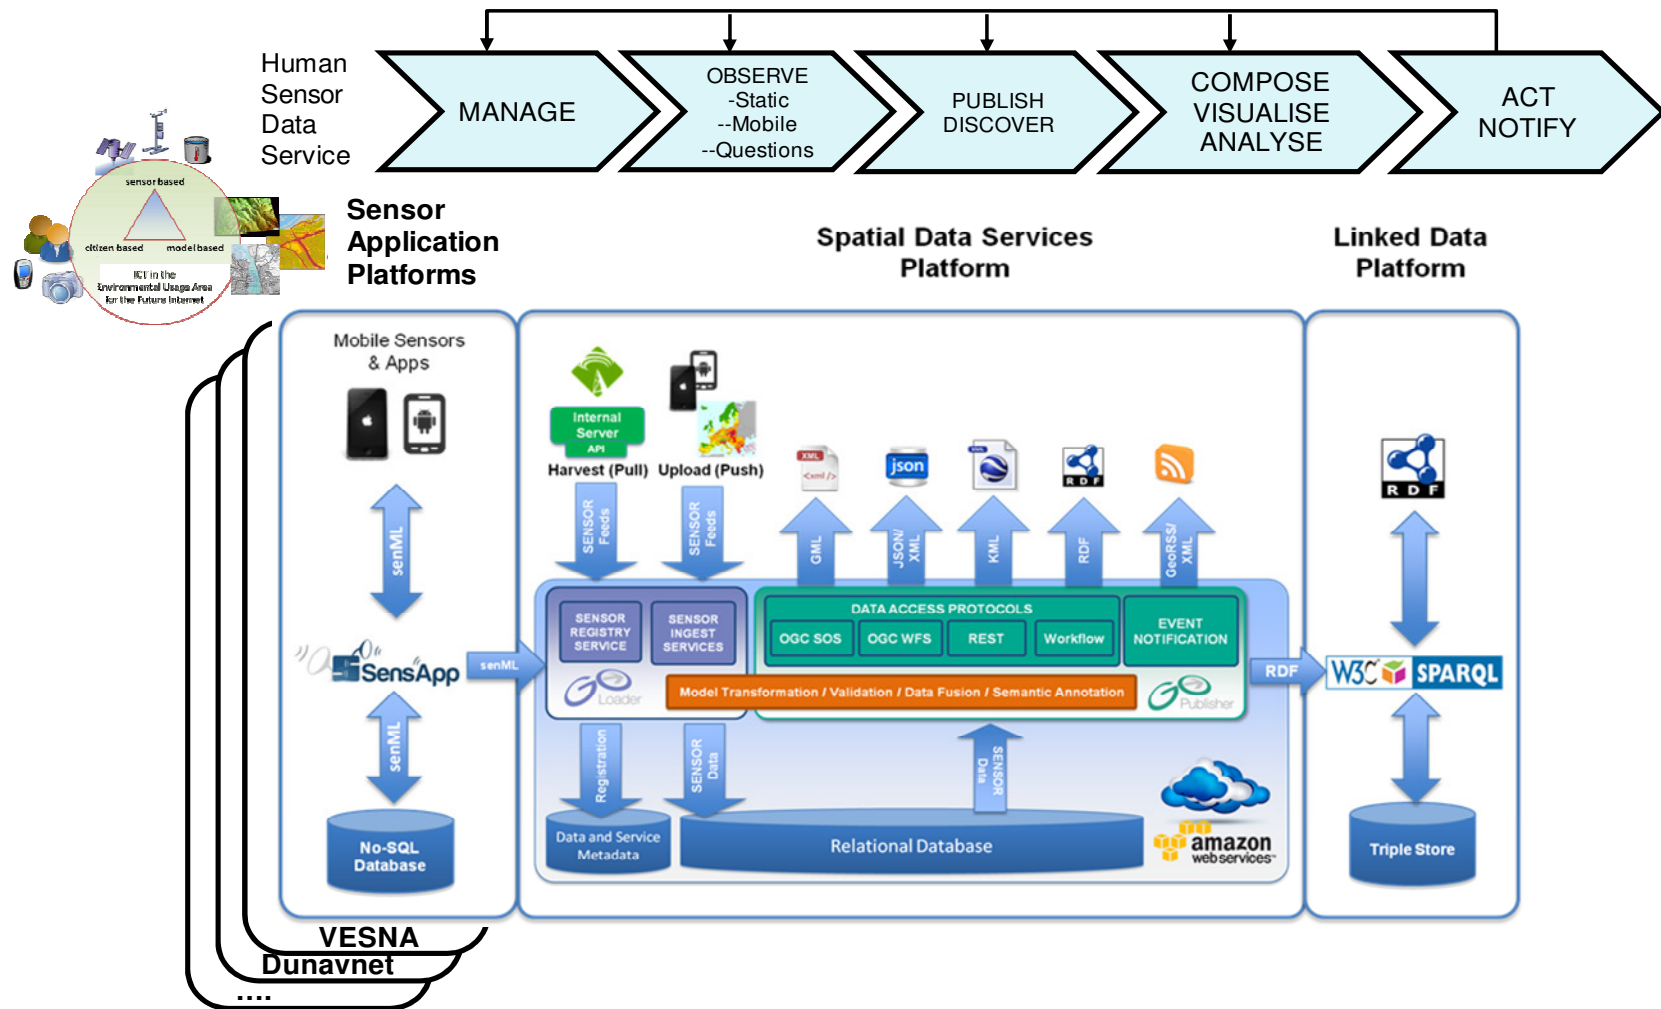 Human
Sensor
Data
Service
MANAGE
OBSERVE
-Static
--Mobile
--Questions
PUBLISH
DISCOVER
COMPOSE
VISUALISE
ANALYSE
ACT
NOTIFY
sensor based
citizen based
model based
ICT in the
Environmental Usage Area
for the Future Internet
Sensor
Application
Platforms
Spatial Data Services
Platform
Linked Data
Platform
Mobile Sensors
& Apps
senML
SensApp
senML
No-SQL
Database
VESNA
Dunavnet
....
senML
Internal
Server
API
Harvest (Pull)
Upload (Push)
SENSOR
Feeds
SENSOR
Feeds
XML
<xml />
json
KML
RDF
GML
JSON/
XML
KML
RDF
GeoRSS/
XML
SENSOR
REGISTRY
SERVICE
SENSOR
INGEST
SERVICES
GO
Loader
DATA ACCESS PROTOCOLS
OGC SOS
OGC WFS
REST
Workflow
EVENT
NOTIFICATION
Model Transformation / Validation / Data Fusion / Semantic Annotation
GO
Publisher
Registration
SENSOR
Data
SENSOR
Data
Data and Service
Metadata
Relational Database
amazon
webservices™
RDF
RDF
W3C SPARQL
Triple Store